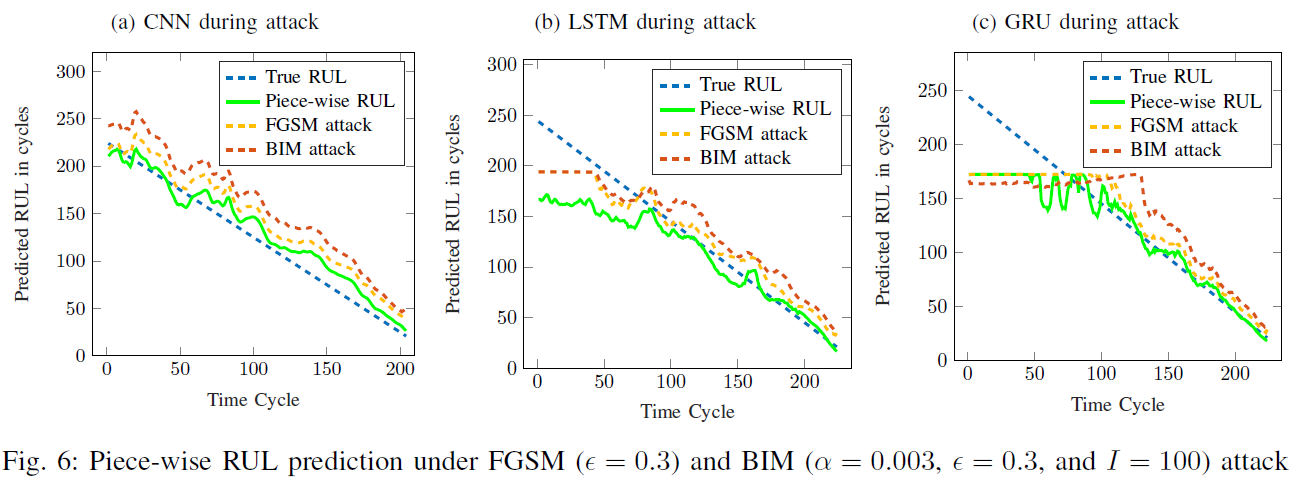 (a) CNN during attack
Predicted RUL in cycles
300
250
200
150
100
50
0
0 50 100 150 200
Time Cycle
True RUL
Piece-wise RUL
FGSM attack
BIM attack
(b) LSTM during attack
Predicted RUL in cycles
300
250
200
150
100
50
0
0 50 100 150 200
Time Cycle
True RUL
Piece-wise RUL
FGSM attack
BIM attack
(c) GRU during attack
Predicted RUL in cycles
250
200
150
100
50
0
0 50 100 150 200
Time Cycle
True RUL
Piece-wise RUL
FGSM attack
BIM attack
Fig. 6: Piece-wise RUL prediction under FGSM (ϵ = 0.3) and BIM (α = 0.003, ϵ = 0.3, and I = 100) attack